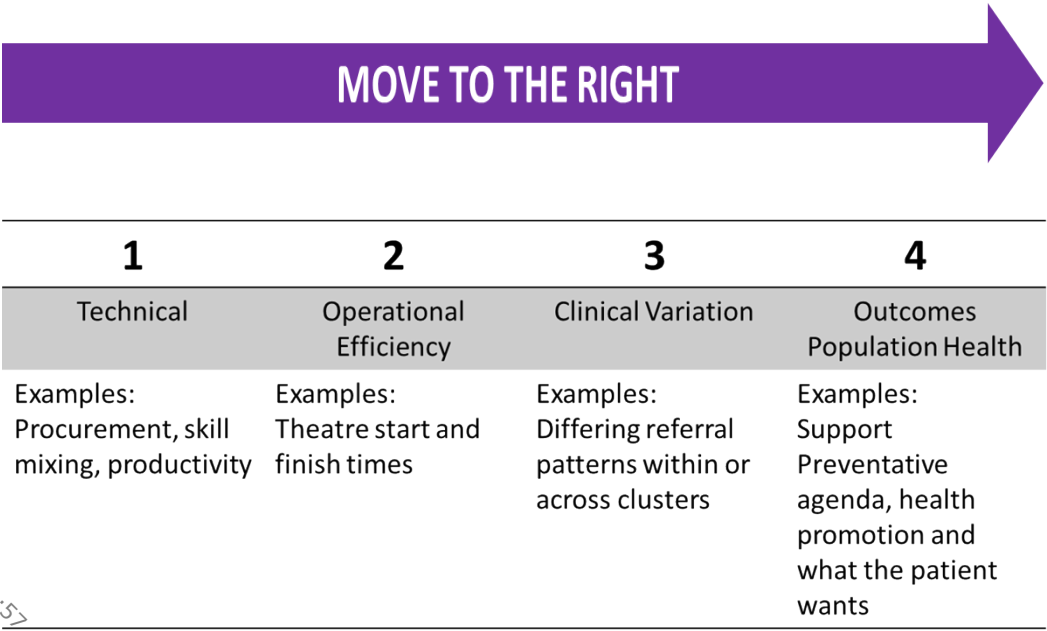 MOVE TO THE RIGHT
1
2
3
4
Technical
Operational
Efficiency
Clinical Variation
Outcomes
Population Health
Examples:
Procurement, skill
mixing, productivity
Examples:
Theatre start and
finish times
Examples:
Differing referral
patterns within or
across clusters
Examples:
Support
Preventative
agenda, health
promotion and
what the patient
wants
:57